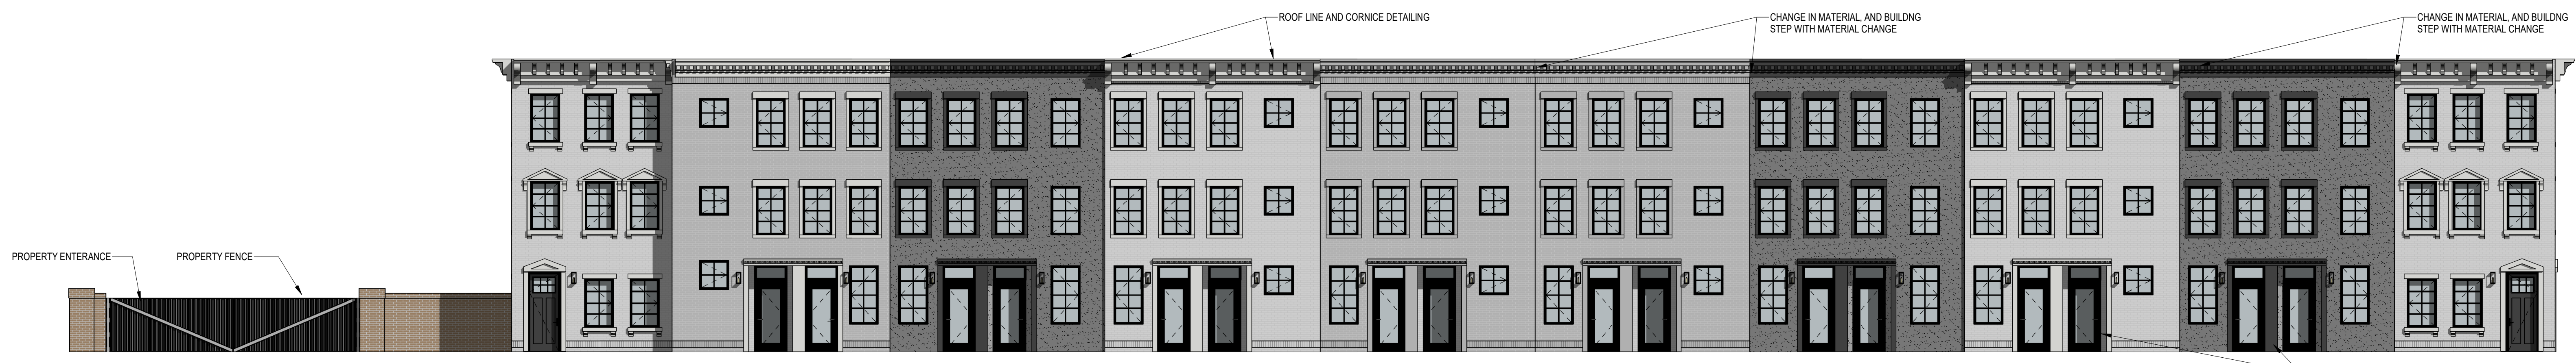 ROOF LINE AND CORNICE DETAILING
CHANGE IN MATERIAL, AND BUILDNG
STEP WITH MATERIAL CHANGE
CHANGE IN MATERIAL, AND BUILDNG
STEP WITH MATERIAL CHANGE
PROPERTY ENTERANCE
PROPERTY FENCE